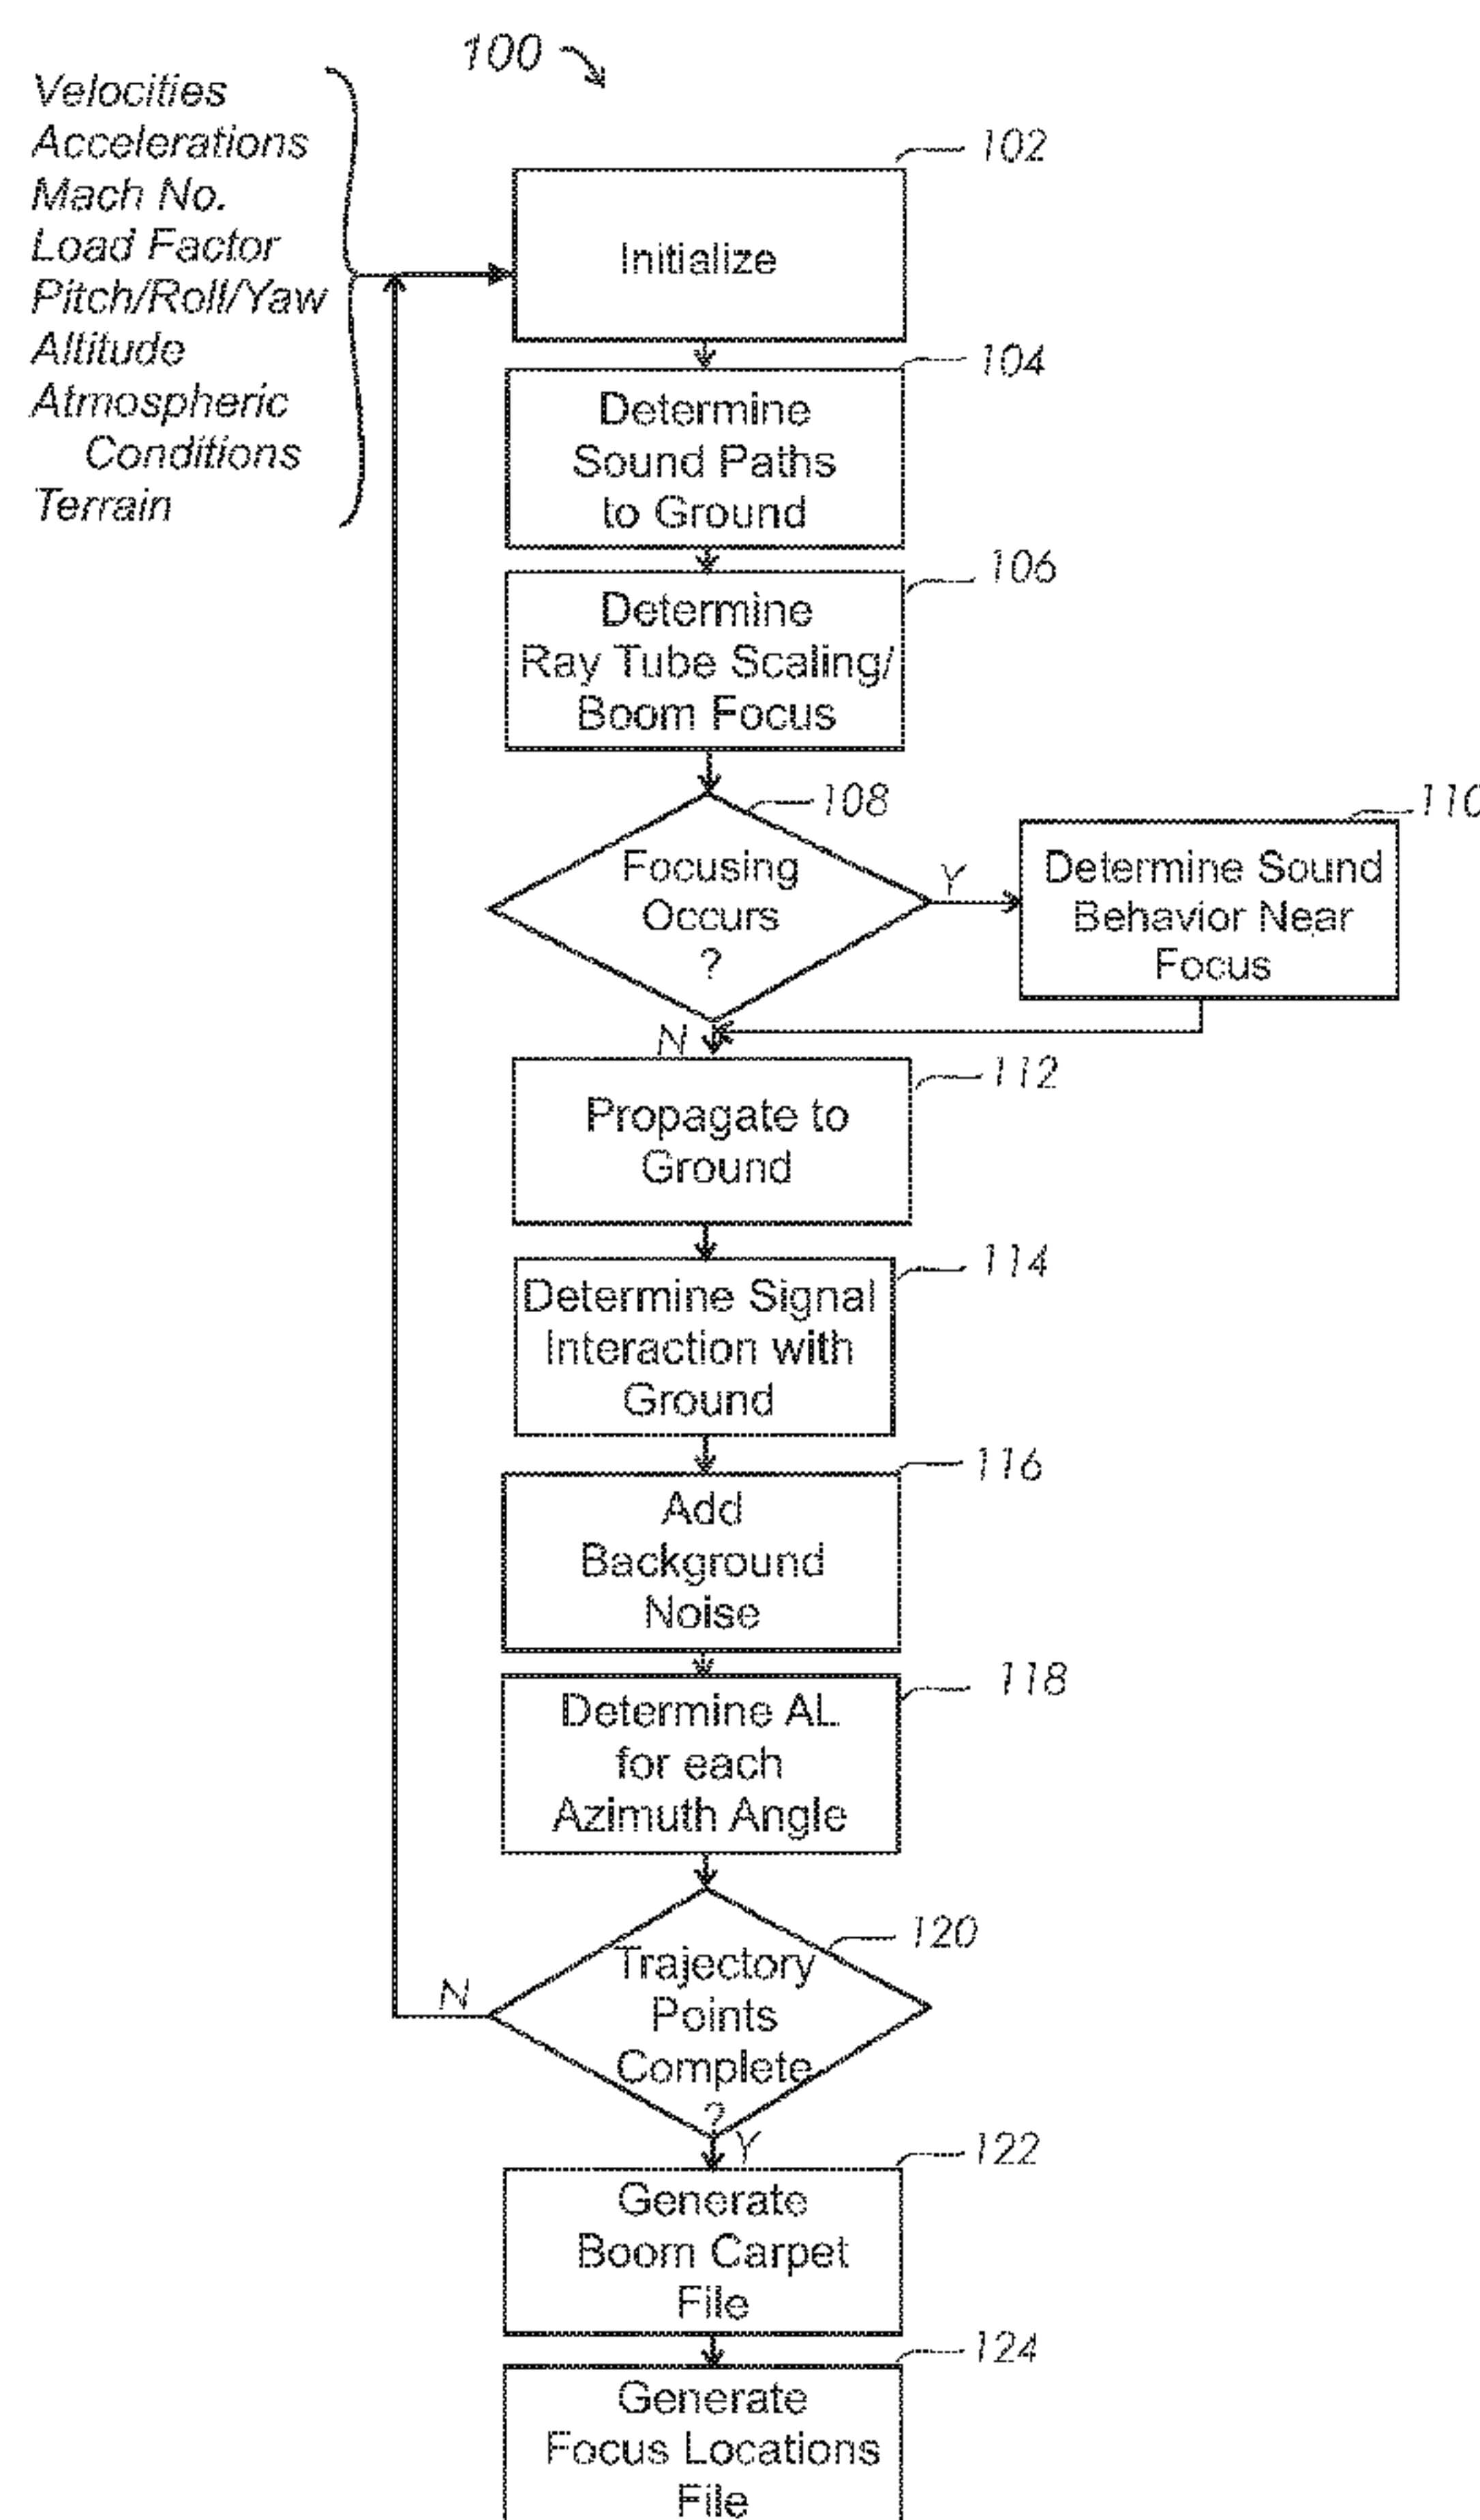 100
Velocities
Accelerations
Mach No.
Load Factor
Pitch/Roll/Yaw
Altitude
Atmospheric
Conditions
Terrain
102
Initialize
104
Determine
Sound Paths
to Ground
106
Determine
Ray Tube Scaling/
Boom Focus
108
Focusing
Occurs
?
Y
N
110
Determine Sound
Behavior Near
Focus
112
Propagate to
Ground
114
Determine Signal
Interaction with
Ground
116
Add
Background
Noise
118
Determine AL
for each
Azimuth Angle
120
Trajectory
Points
Complete
?
N
Y
122
Generate
Boom Carpet
File
124
Generate
Focus Locations
File